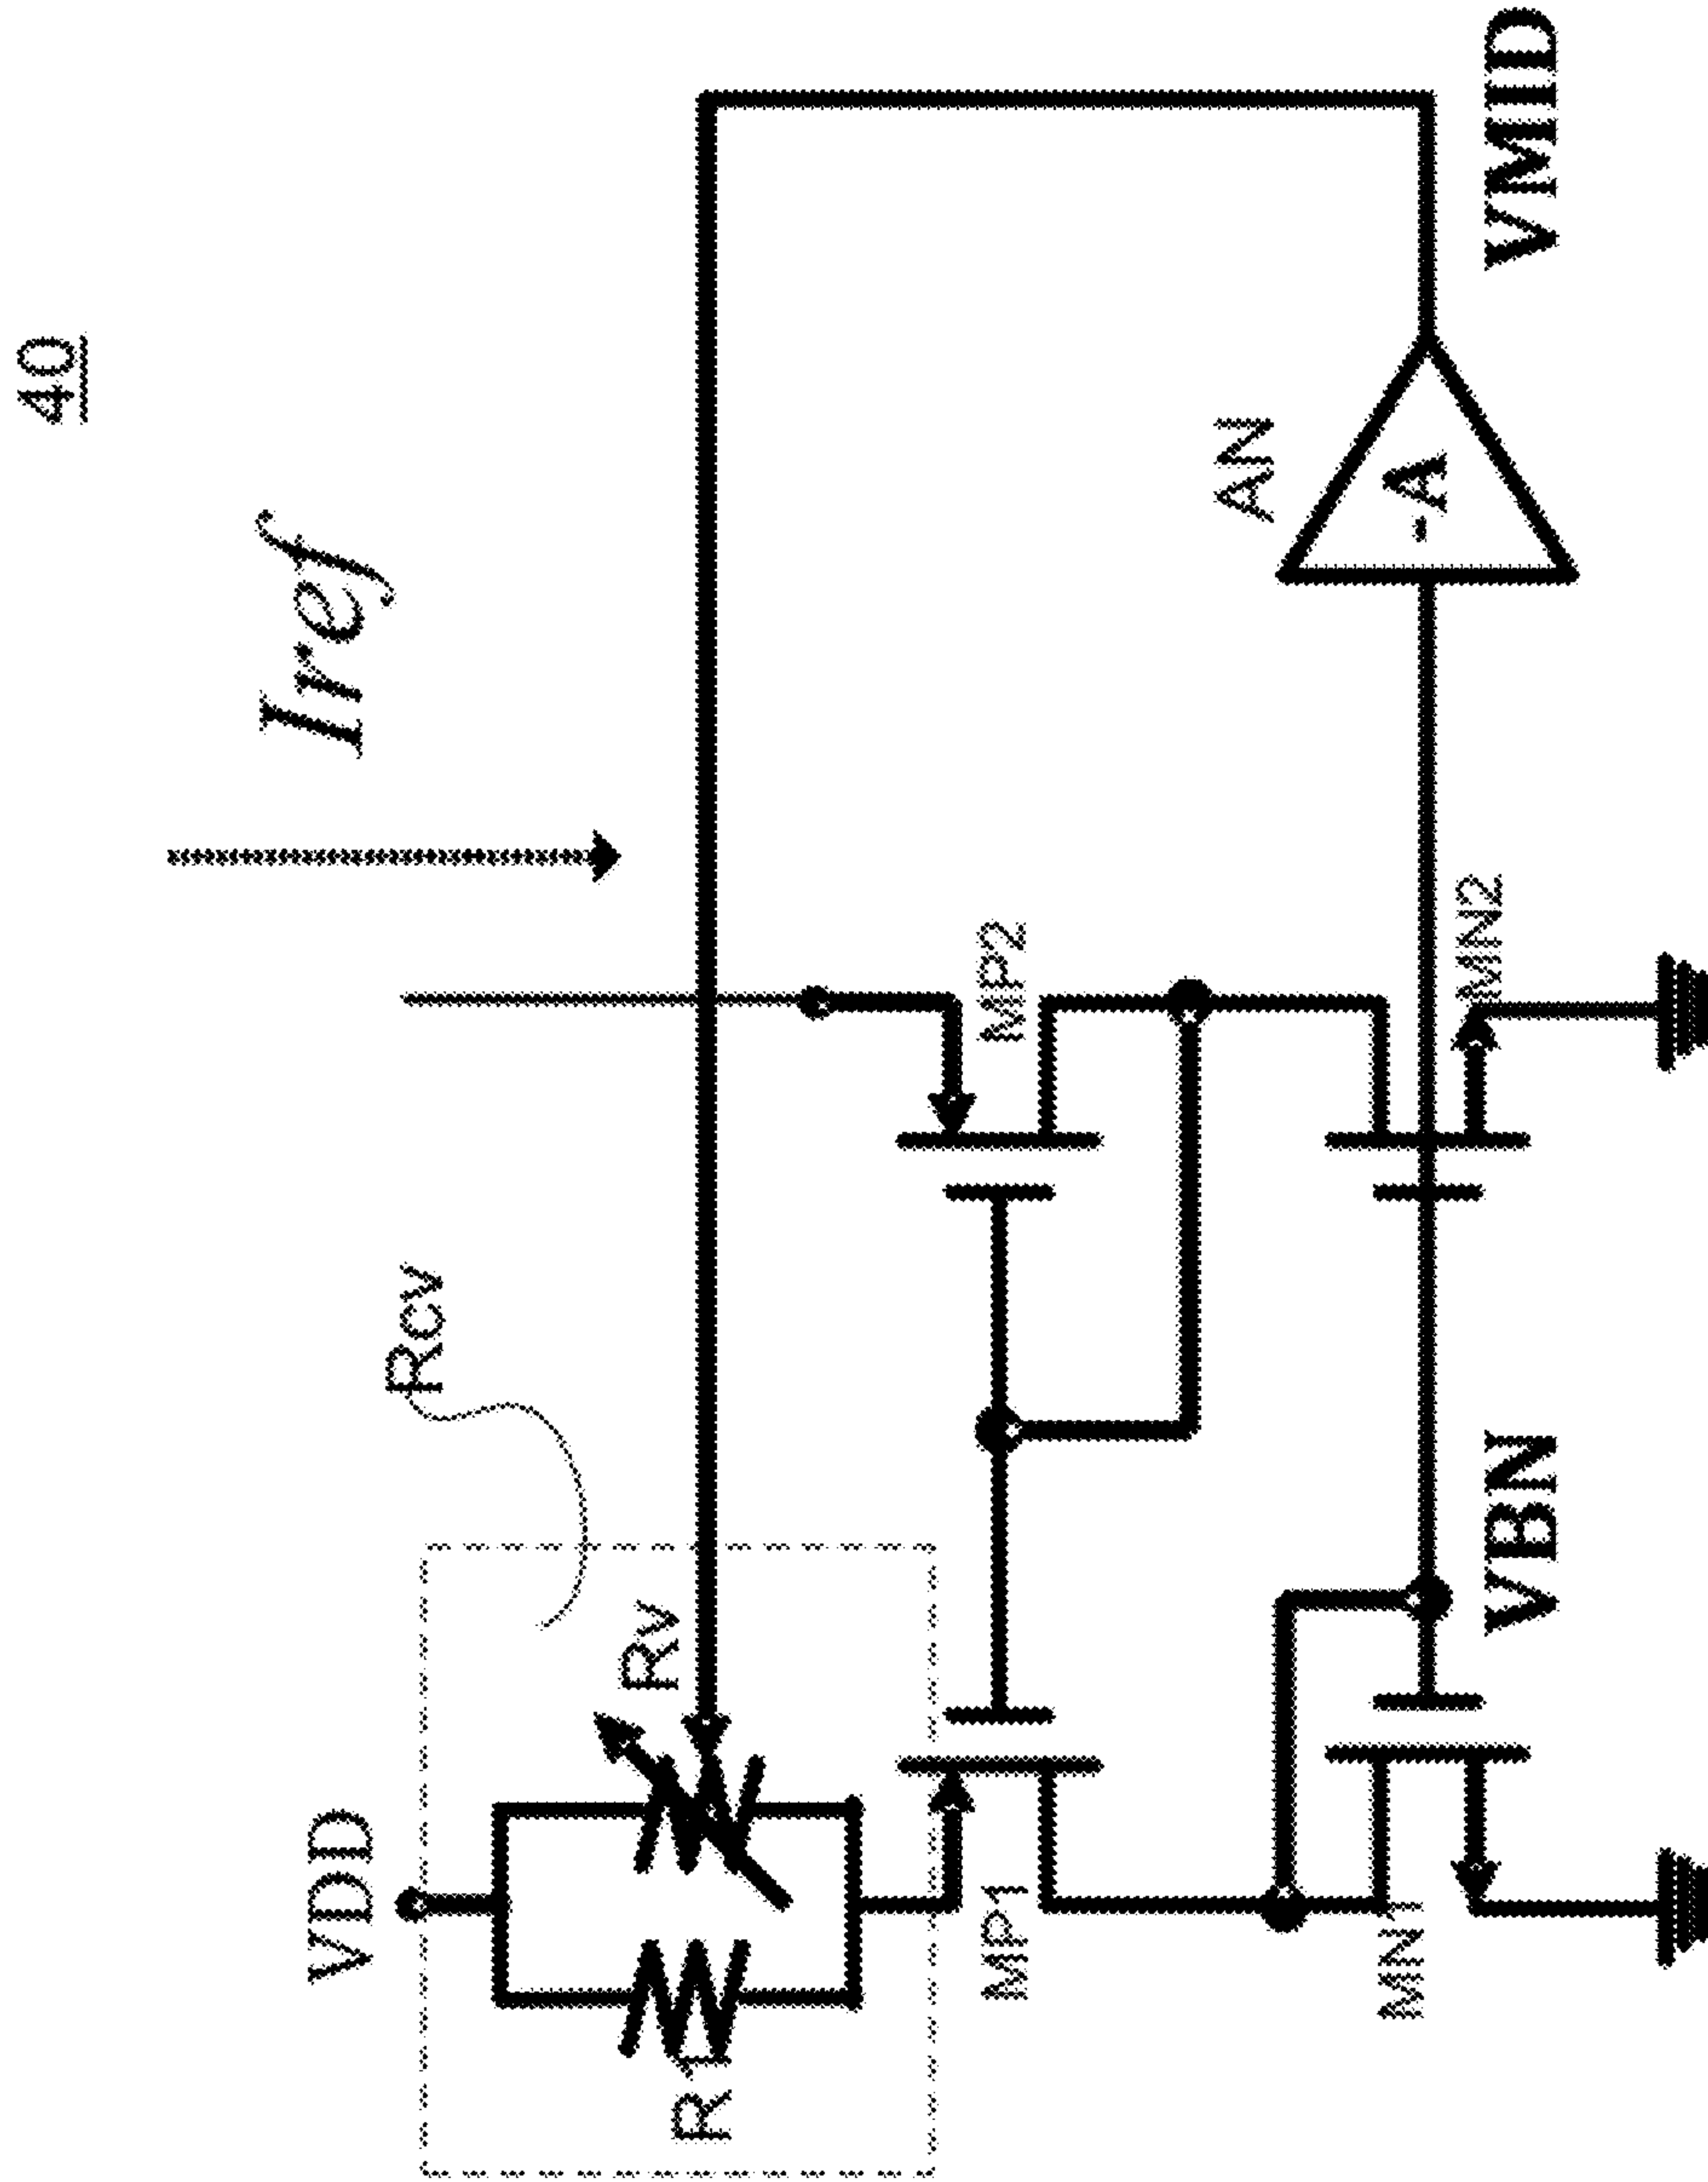 40
Iref
VDD
Rcv
R1
Rv
MP1
MP2
AN
-A
MN1
MN2
VBN
VMID